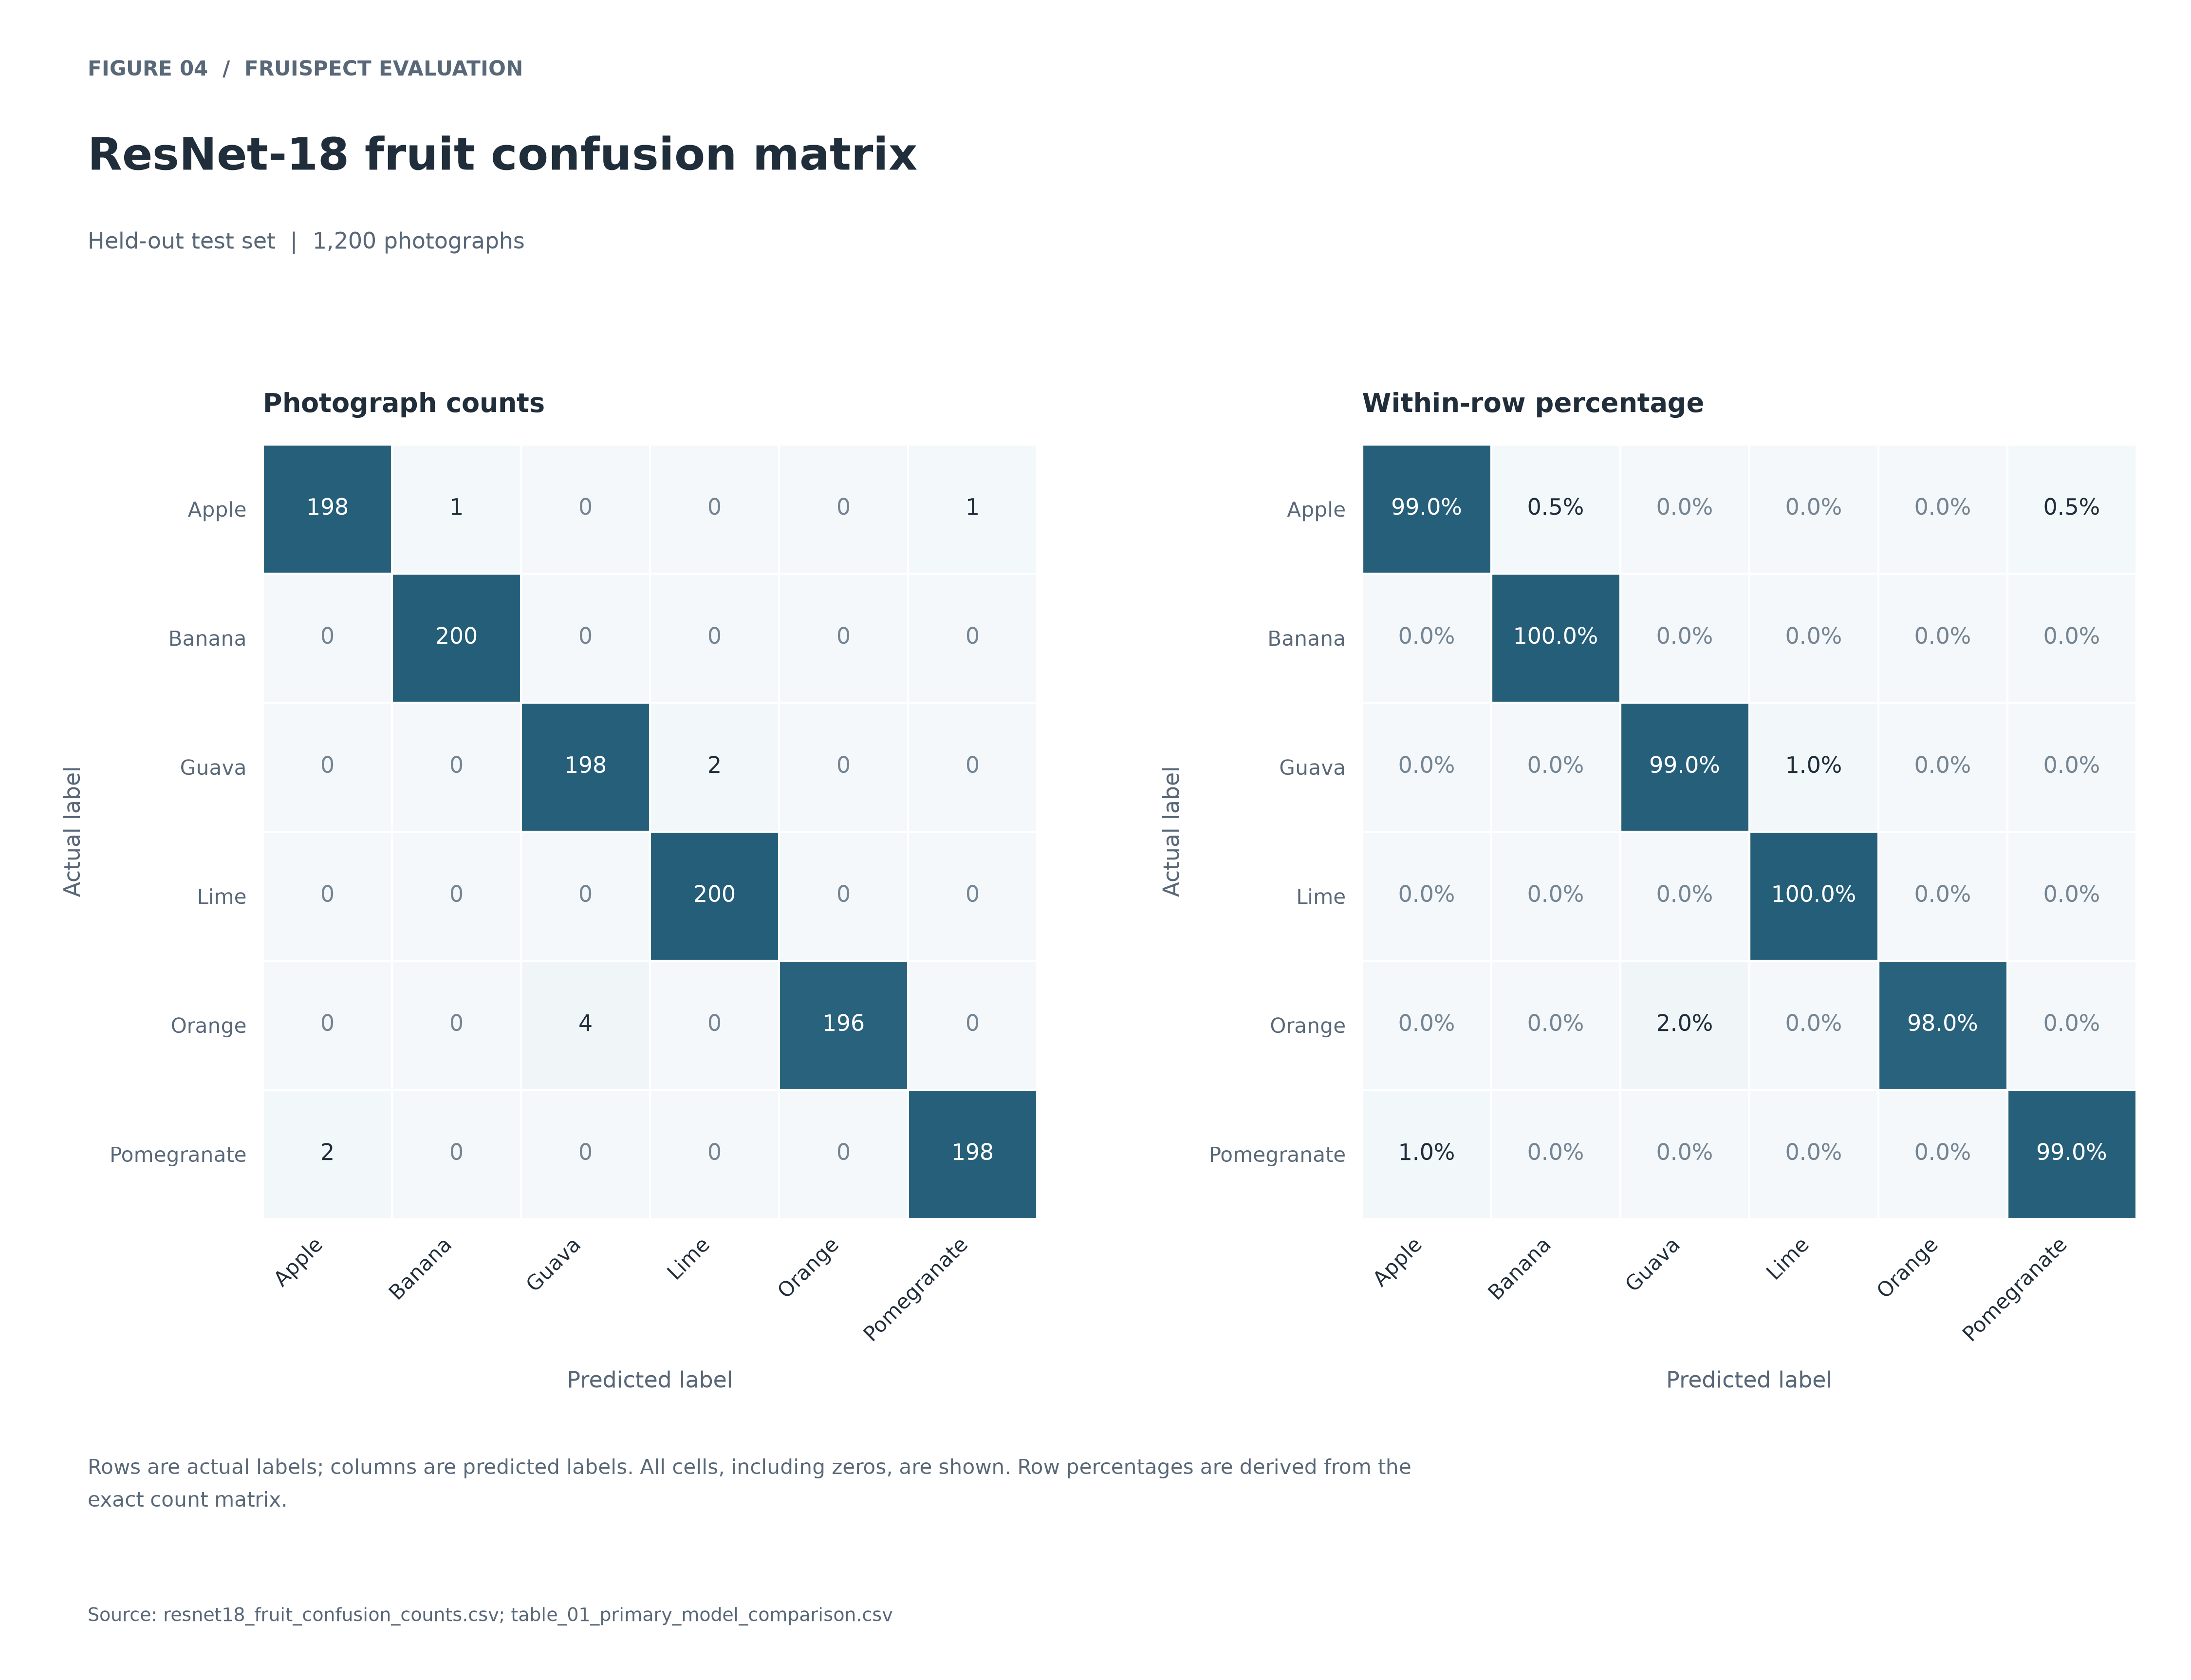 FIGURE 04 / FRUISPECT EVALUATION
ResNet-18 fruit confusion matrix
Held-out test set | 1,200 photographs
Photograph counts
Actual label
Apple 198 1 0 0 0 1
Banana 0 200 0 0 0 0
Guava 0 0 198 2 0 0
Lime 0 0 0 200 0 0
Orange 0 0 4 0 196 0
Pomegranate 2 0 0 0 0 198
Apple Banana Guava Lime Orange Pomegranate
Predicted label
Within-row percentage
Actual label
Apple 99.0% 0.5% 0.0% 0.0% 0.0% 0.5%
Banana 0.0% 100.0% 0.0% 0.0% 0.0% 0.0%
Guava 0.0% 0.0% 99.0% 1.0% 0.0% 0.0%
Lime 0.0% 0.0% 0.0% 100.0% 0.0% 0.0%
Orange 0.0% 0.0% 2.0% 0.0% 98.0% 0.0%
Pomegranate 1.0% 0.0% 0.0% 0.0% 0.0% 99.0%
Apple Banana Guava Lime Orange Pomegranate
Predicted label
Rows are actual labels; columns are predicted labels. All cells, including zeros, are shown. Row percentages are derived from the
exact count matrix.
Source: resnet18_fruit_confusion_counts.csv; table_01_primary_model_comparison.csv